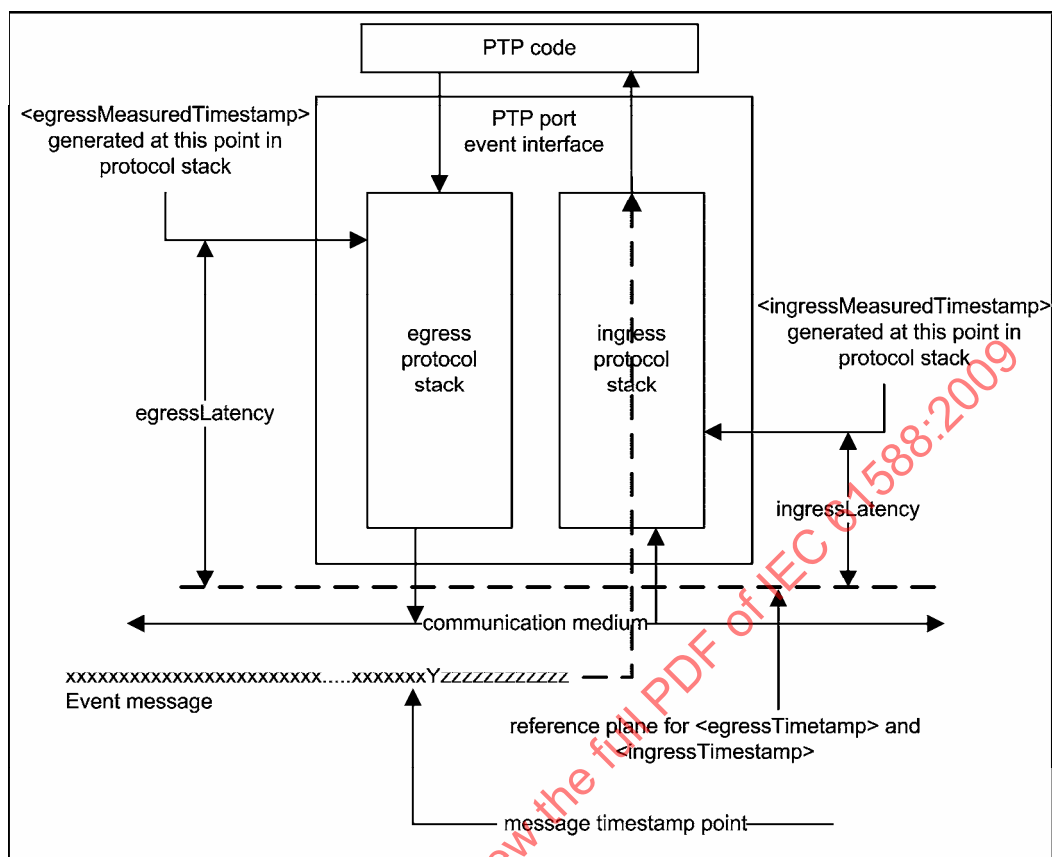 PTP code
<egressMeasuredTimestamp>
generated at this point in
protocol stack
PTP port
event interface
<ingressMeasuredTimestamp>
generated at this point in
protocol stack
egress
protocol
stack
ingress
protocol
stack
egressLatency
ingressLatency
communication medium
xxxxxxxxxxxxxxxxxxxxxxxx.....xxxxxxxYzzzzzzzzzzzz
Event message
reference plane for <egressTimetamp> and
<ingressTimestamp>
message timestamp point
ew the full PDF of IEC 61588:2009